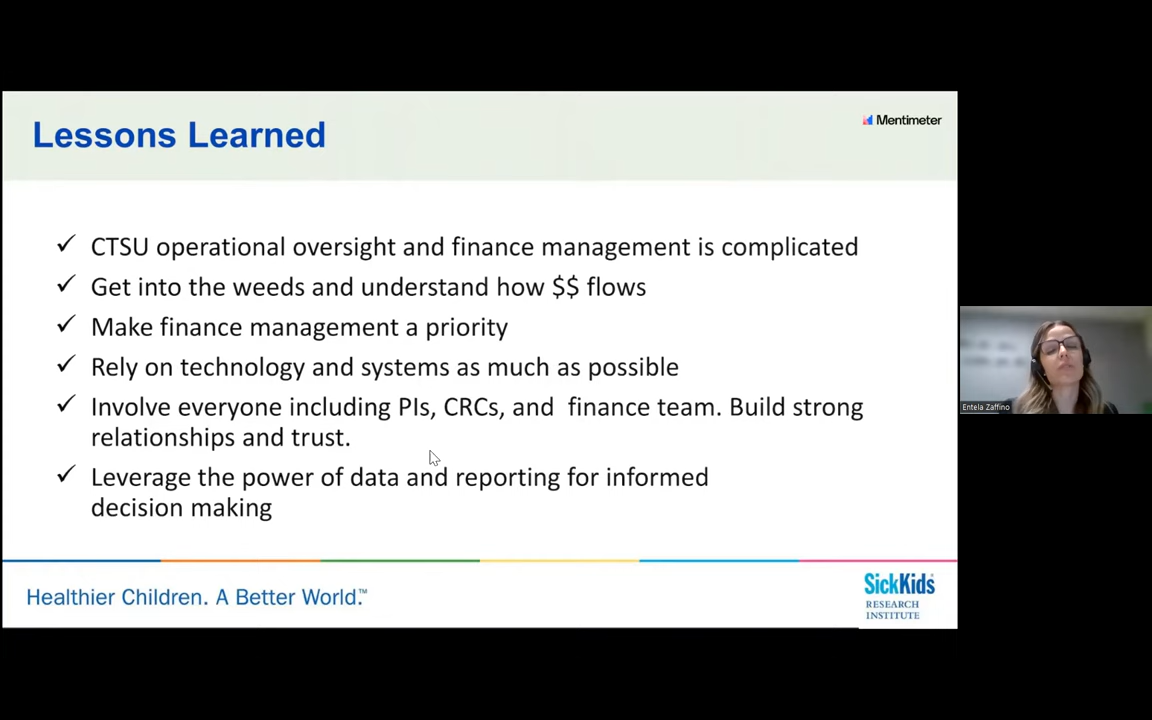 Lessons Learned
Mentimeter
✓ CTSU operational oversight and finance management is complicated
✓ Get into the weeds and understand how $$ flows
✓ Make finance management a priority
✓ Rely on technology and systems as much as possible
✓ Involve everyone including PIs, CRCs, and finance team. Build strong
relationships and trust.
✓ Leverage the power of data and reporting for informed
decision making
Entela Zaffino
Healthier Children. A Better World.™
SickKids®
RESEARCH
INSTITUTE